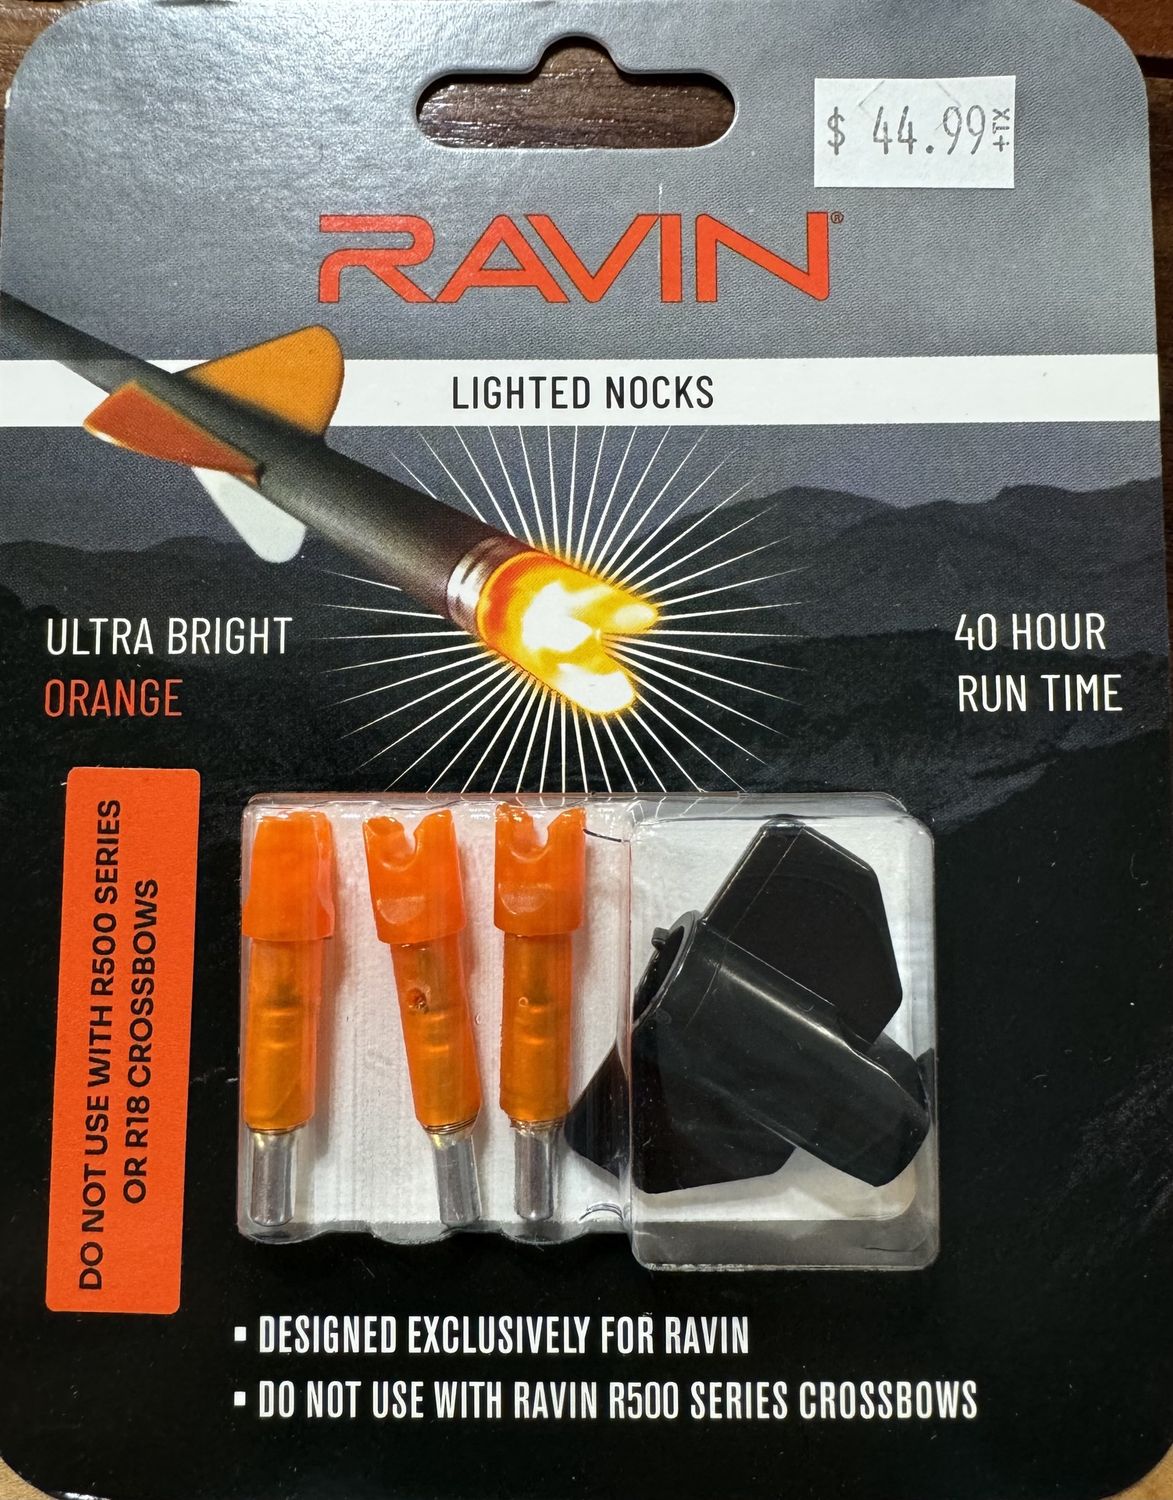 $ 44.99 +TX
RAVIN®
LIGHTED NOCKS
ULTRA BRIGHT
ORANGE
40 HOUR
RUN TIME
DO NOT USE WITH R500 SERIES
OR R18 CROSSBOWS
▪ DESIGNED EXCLUSIVELY FOR RAVIN
▪ DO NOT USE WITH RAVIN R500 SERIES CROSSBOWS